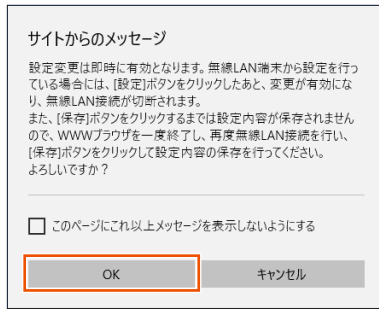 サイトからのメッセージ
設定変更は即時に有効となります。無線LAN端末から設定を行っ
ている場合には、[設定]ボタンをクリックしたあと、変更が有効にな
り、無線LAN接続が切断されます。
また、[保存]ボタンをクリックするまでは設定内容が保存されません
ので、WWWブラウザを一度終了し、再度無線LAN接続を行い、
[保存]ボタンをクリックして設定内容の保存を行ってください。
よろしいですか？
このページにこれ以上メッセージを表示しないようにする
OK
キャンセル